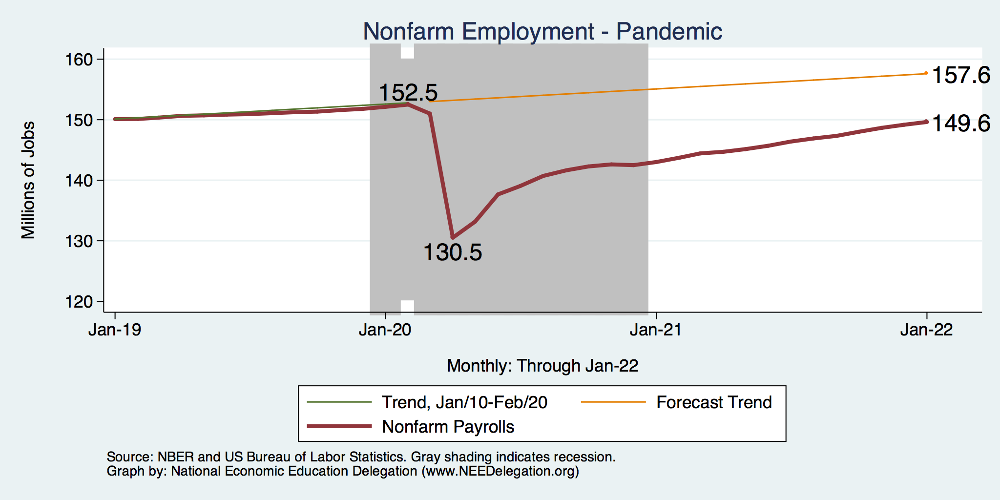 Nonfarm Employment - Pandemic
Millions of Jobs
160
150
140
130
120
152.5
130.5
157.6
149.6
Jan-19 Jan-20 Jan-21 Jan-22
Monthly: Through Jan-22
Trend, Jan/10-Feb/20 Forecast Trend
Nonfarm Payrolls
Source: NBER and US Bureau of Labor Statistics. Gray shading indicates recession.
Graph by: National Economic Education Delegation (www.NEEDelegation.org)